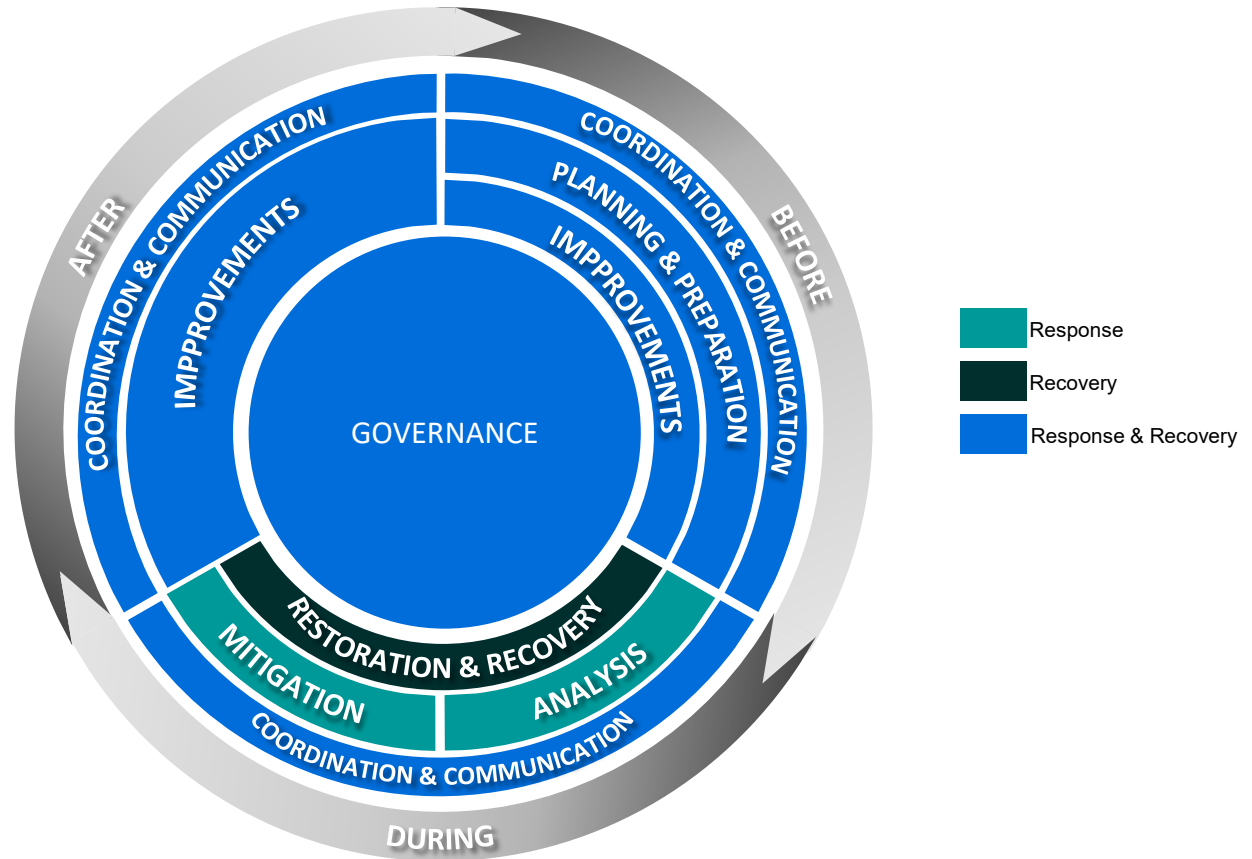 COORDINATION & COMMUNICATION
IMPPROVEMENTS
AFTER
COORDINATION & COMMUNICATION
PLANNING & PREPARATION
IMPPROVEMENTS
BEFORE
GOVERNANCE
RESTORATION & RECOVERY
MITIGATION
ANALYSIS
COORDINATION & COMMUNICATION
DURING
Response
Recovery
Response & Recovery